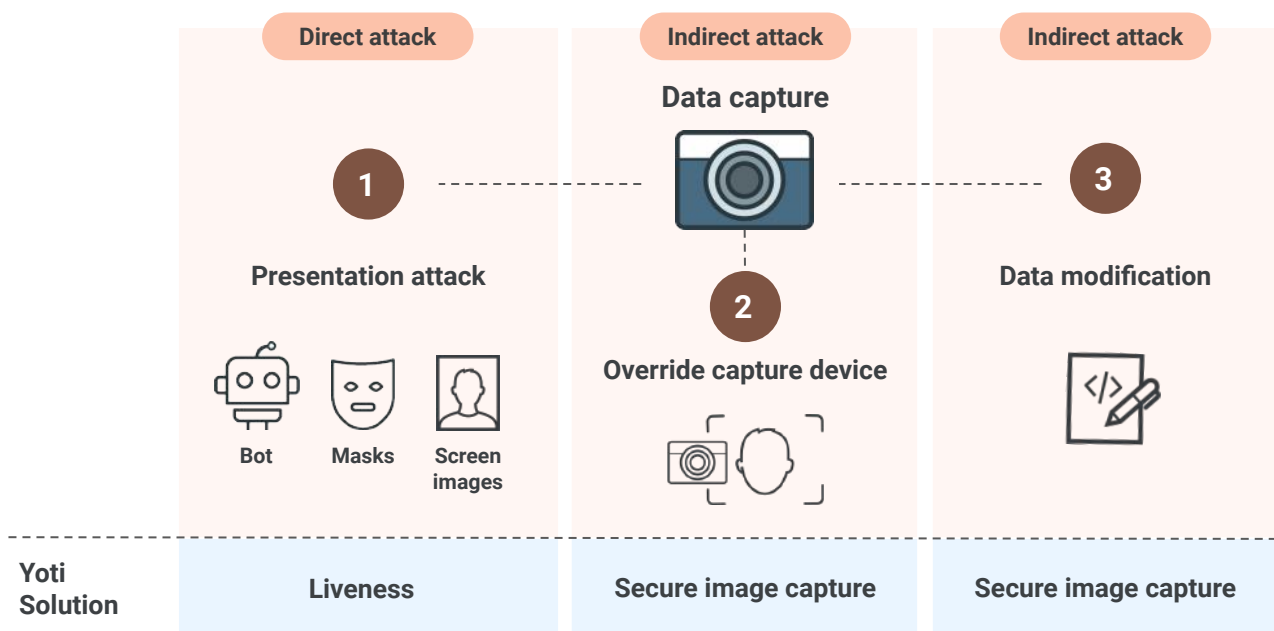 Direct attack
Indirect attack
Indirect attack
Data capture
1
3
Presentation attack
Data modification
2
Override capture device
Bot
Masks
Screen
images
</>
Yoti
Solution
Liveness
Secure image capture
Secure image capture